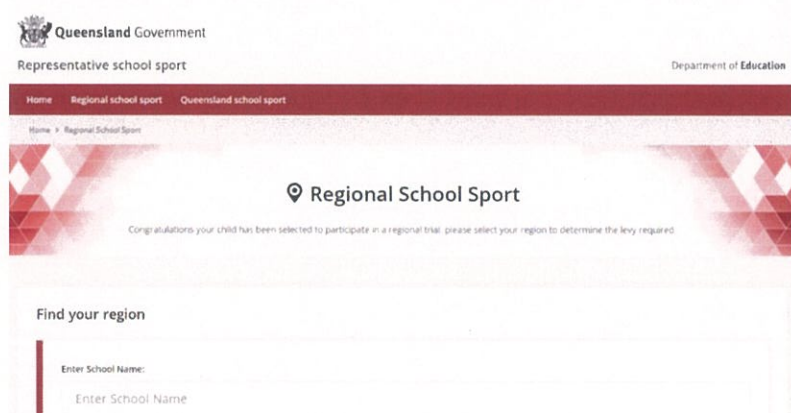 Queensland Government
Representative school sport
Department of Education
Home Regional school sport Queensland school sport
Home > Regional School Sport
Regional School Sport
Congratulations your child has been selected to participate in a regional trial. please select your region to determine the levy required
Find your region
Enter School Name:
Enter School Name